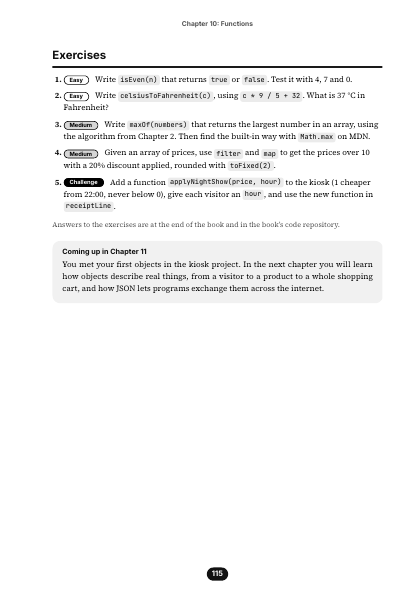 Chapter 10: Functions
Exercises
1. Easy Write isEven(n) that returns true or false. Test it with 4, 7 and 0.
2. Easy Write celsiusToFahrenheit(c), using c * 9 / 5 + 32. What is 37 °C in
Fahrenheit?
3. Medium Write maxOf(numbers) that returns the largest number in an array, using
the algorithm from Chapter 2. Then find the built-in way with Math.max on MDN.
4. Medium Given an array of prices, use filter and map to get the prices over 10
with a 20% discount applied, rounded with toFixed(2).
5. Challenge Add a function applyNightShow(price, hour) to the kiosk (1 cheaper
from 22:00, never below 0), give each visitor an hour, and use the new function in
receiptLine.
Answers to the exercises are at the end of the book and in the book's code repository.
Coming up in Chapter 11
You met your first objects in the kiosk project. In the next chapter you will learn
how objects describe real things, from a visitor to a product to a whole shopping
cart, and how JSON lets programs exchange them across the internet.
115